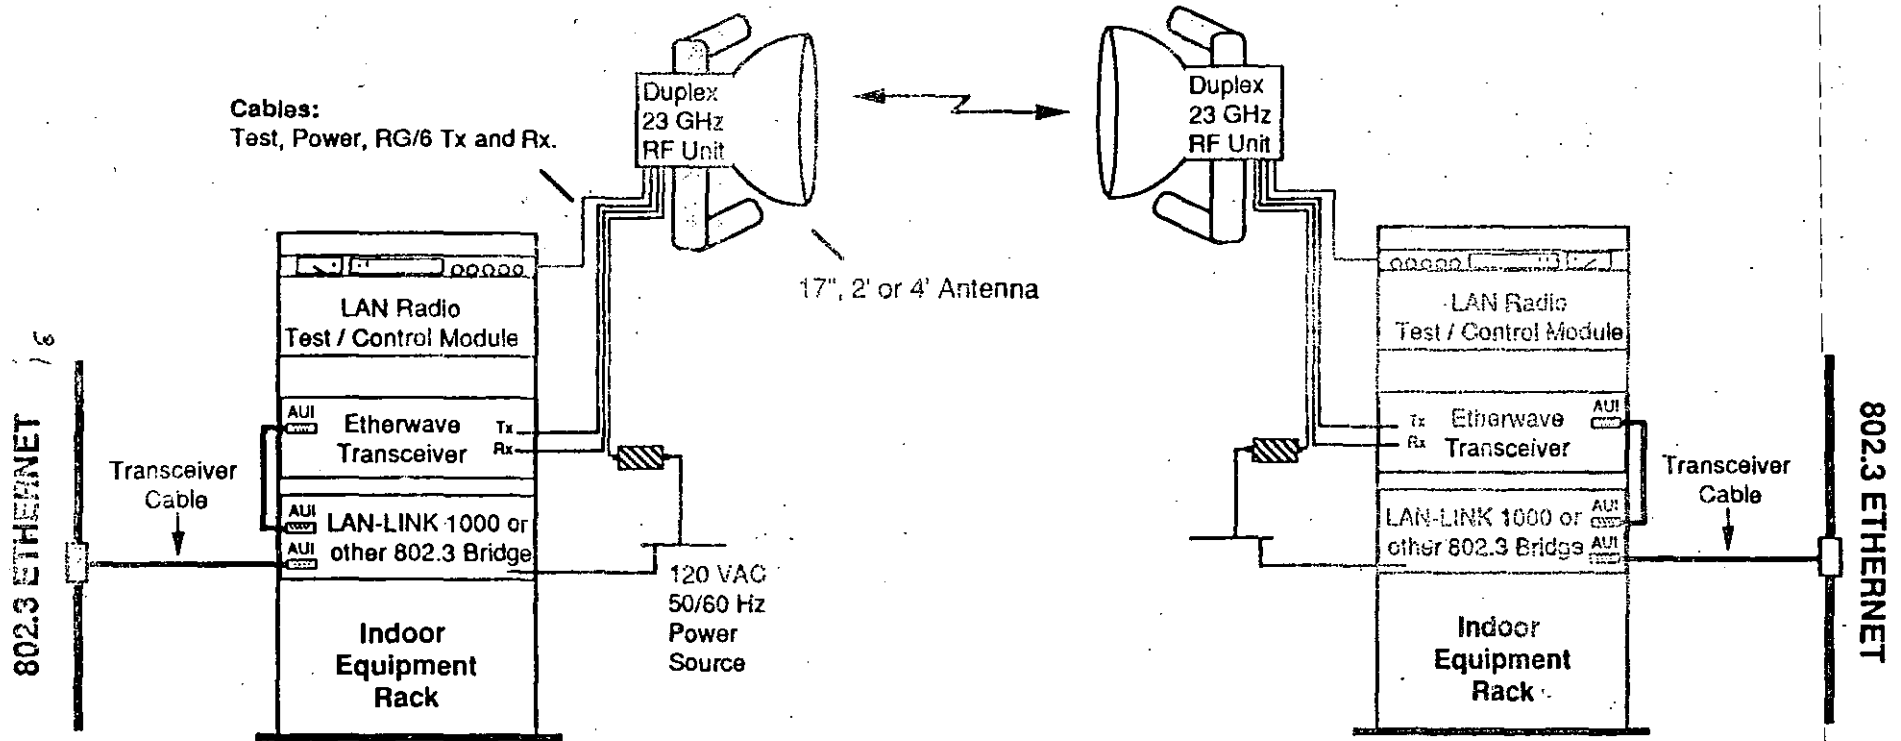 Cables:
Test, Power, RG/6 Tx and Rx.
Duplex
23 GHz
RF Unit
Duplex
23 GHz
RF Unit
17", 2' or 4' Antenna
LAN Radio
Test / Control Module
AUI
Etherwave
Transceiver
Tx
Rx
AUI
LAN-LINK 1000 or
AUI
other 802.3 Bridge
Indoor
Equipment
Rack
Transceiver
Cable
802.3 ETHERNET
120 VAC
50/60 Hz
Power
Source
LAN Radio
Test / Control Module
Tx
Rx
Etherwave
Transceiver
AUI
LAN-LINK 1000 or
AUI
other 802.3 Bridge
AUI
Indoor
Equipment
Rack
Transceiver
Cable
802.3 ETHERNET